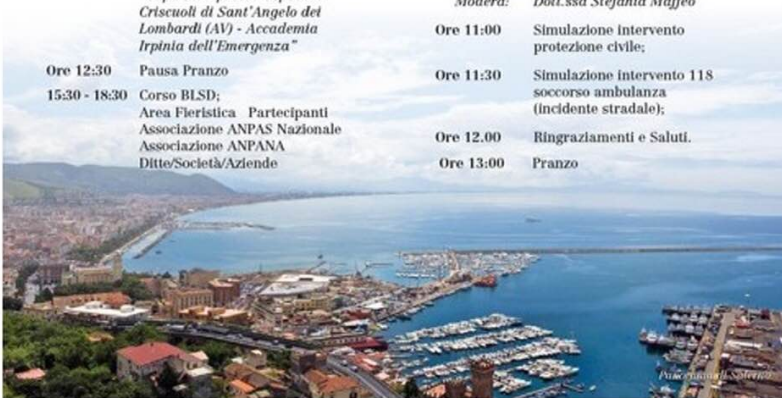 Criscuoli di Sant'Angelo dei
Lombardi (AV) - Accademia
Irpinia dell'Emergenza"
Ore 12:30 Pausa Pranzo
15:30 - 18:30 Corso BLSD;
Area Fieristica Partecipanti
Associazione ANPAS Nazionale
Associazione ANPANA
Ditte/Società/Aziende
Modera: Dott.ssa Stefania Maffeo
Ore 11:00 Simulazione intervento
protezione civile;
Ore 11:30 Simulazione intervento 118
soccorso ambulanza
(incidente stradale);
Ore 12.00 Ringraziamenti e Saluti.
Ore 13:00 Pranzo
Panorama di Salerno